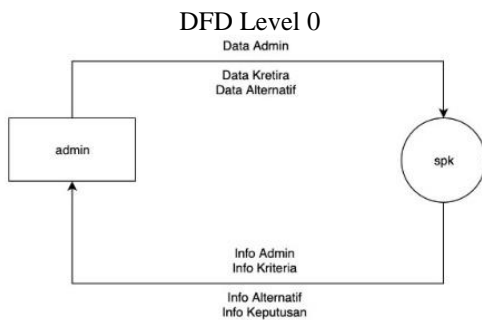 DFD Level 0
Data Admin
Data Kretira
Data Alternatif
admin
spk
Info Admin
Info Kriteria
Info Alternatif
Info Keputusan